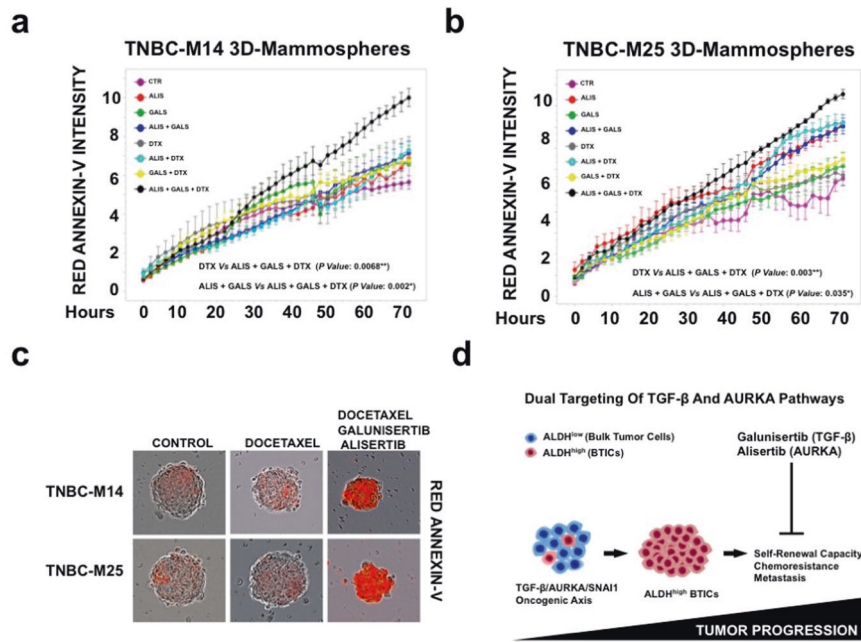 a
TNBC-M14 3D-Mammospheres
RED ANNEXIN-V INTENSITY
10
8
6
4
2
0
CTR
ALIS
GALS
ALIS + GALS
DTX
ALIS + DTX
GALS + DTX
ALIS + GALS + DTX
DTX Vs ALIS + GALS + DTX (P Value: 0.0068**)
ALIS + GALS Vs ALIS + GALS + DTX (P Value: 0.002*)
Hours
0 10 20 30 40 50 60 70
b
TNBC-M25 3D-Mammospheres
RED ANNEXIN-V INTENSITY
10
8
6
4
2
0
CTR
ALIS
GALS
ALIS + GALS
DTX
ALIS + DTX
GALS + DTX
ALIS + GALS + DTX
DTX Vs ALIS + GALS + DTX (P Value: 0.003**)
ALIS + GALS Vs ALIS + GALS + DTX (P Value: 0.035*)
Hours
0 10 20 30 40 50 60 70
c
CONTROL
DOCETAXEL
DOCETAXEL
GALUNISERTIB
ALISERTIB
TNBC-M14
TNBC-M25
RED ANNEXIN-V
d
Dual Targeting Of TGF-β And AURKA Pathways
ALDHlow (Bulk Tumor Cells)
ALDHhigh (BTICs)
Galunisertib (TGF-β)
Alisertib (AURKA)
TGF-β/AURKA/SNAI1
Oncogenic Axis
ALDHhigh BTICs
Self-Renewal Capacity
Chemoresistance
Metastasis
TUMOR PROGRESSION